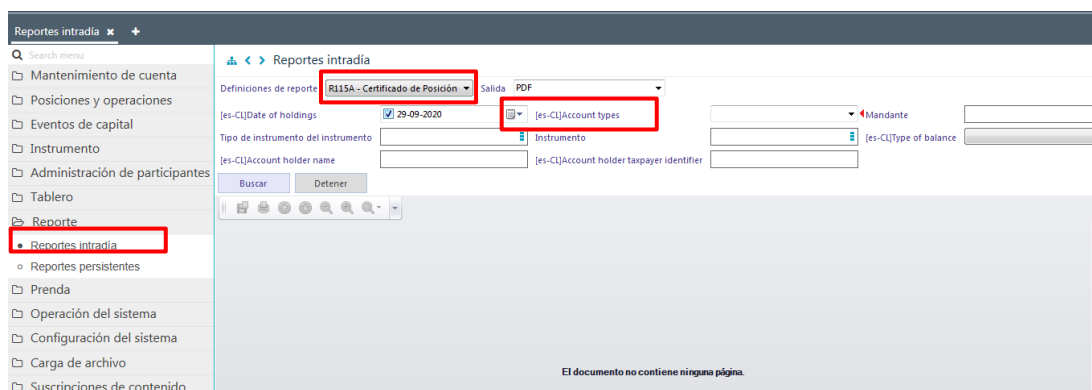 Reportes intradía × +
Search menu
Mantenimiento de cuenta
Posiciones y operaciones
Eventos de capital
Instrumento
Administración de participantes
Tablero
Reporte
Reportes intradía
Reportes persistentes
Prenda
Operación del sistema
Configuración del sistema
Carga de archivo
Suscripciones de contenido
Reportes intradía
Definiciones de reporte R115A - Certificado de Posición Salida PDF
[es-CL]Date of holdings 29-09-2020 [es-CL]Account types Mandante
Tipo de instrumento del instrumento Instrumento [es-CL]Type of balance
[es-CL]Account holder name [es-CL]Account holder taxpayer identifier
Buscar Detener
El documento no contiene ninguna página.